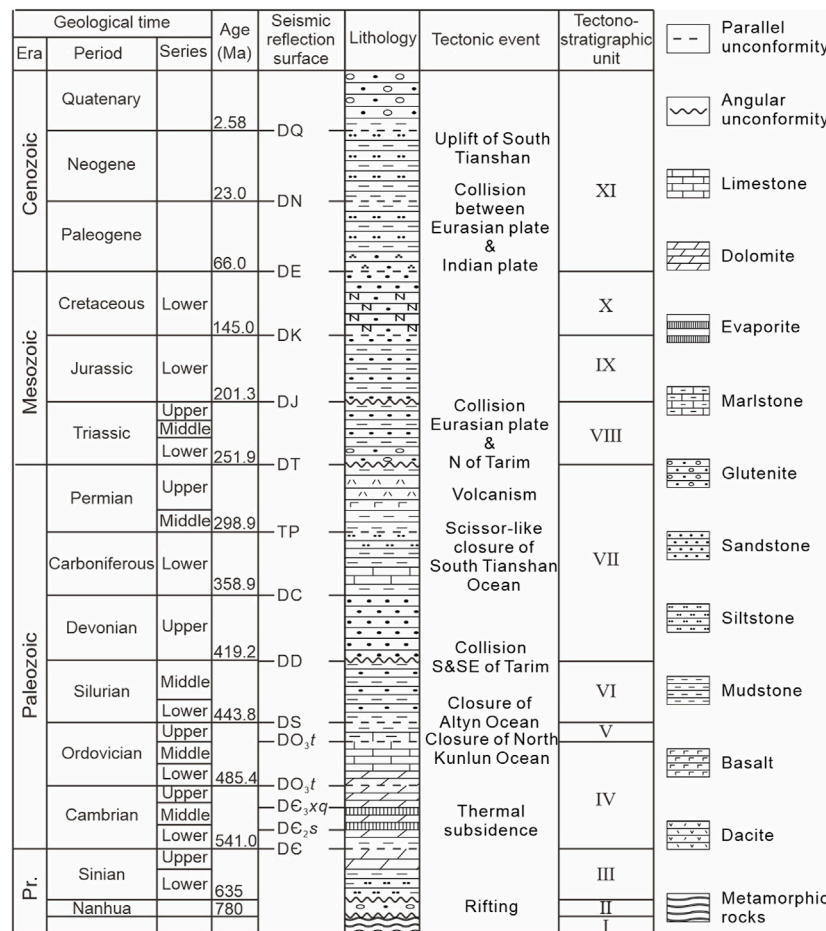 Geological time
Era
Period
Series
Age
(Ma)
Seismic
reflection
surface
Lithology
Tectonic event
Tectono-
stratigraphic
unit
Cenozoic
Quaternary
2.58
DQ
Neogene
23.0
DN
Paleogene
66.0
DE
Uplift of South
Tianshan
Collision
between
Eurasian plate
&
Indian plate
XI
Mesozoic
Cretaceous
Lower
145.0
DK
X
Jurassic
Lower
201.3
DJ
IX
Triassic
Upper
Middle
Lower
251.9
DT
Collision
Eurasian plate
&
N of Tarim
VIII
Paleozoic
Permian
Upper
Middle
298.9
TP
Volcanism
Carboniferous
Lower
358.9
DC
Scissor-like
closure of
South Tianshan
Ocean
VII
Devonian
Upper
419.2
DD
Collision
S&SE of Tarim
Silurian
Middle
Lower
443.8
DS
VI
Closure of
Altyn Ocean
Closure of North
Kunlun Ocean
Ordovician
Upper
Middle
Lower
485.4
DO₃t
DO₃t
V
Cambrian
Upper
Middle
Lower
541.0
DЄ₃xq
DЄ₂s
DЄ
Thermal
subsidence
IV
Pr.
Sinian
Upper
Lower
635
III
Nanhua
780
Rifting
II
I
Parallel
unconformity
Angular
unconformity
Limestone
Dolomite
Evaporite
Marlstone
Glutenite
Sandstone
Siltstone
Mudstone
Basalt
Dacite
Metamorphic
rocks